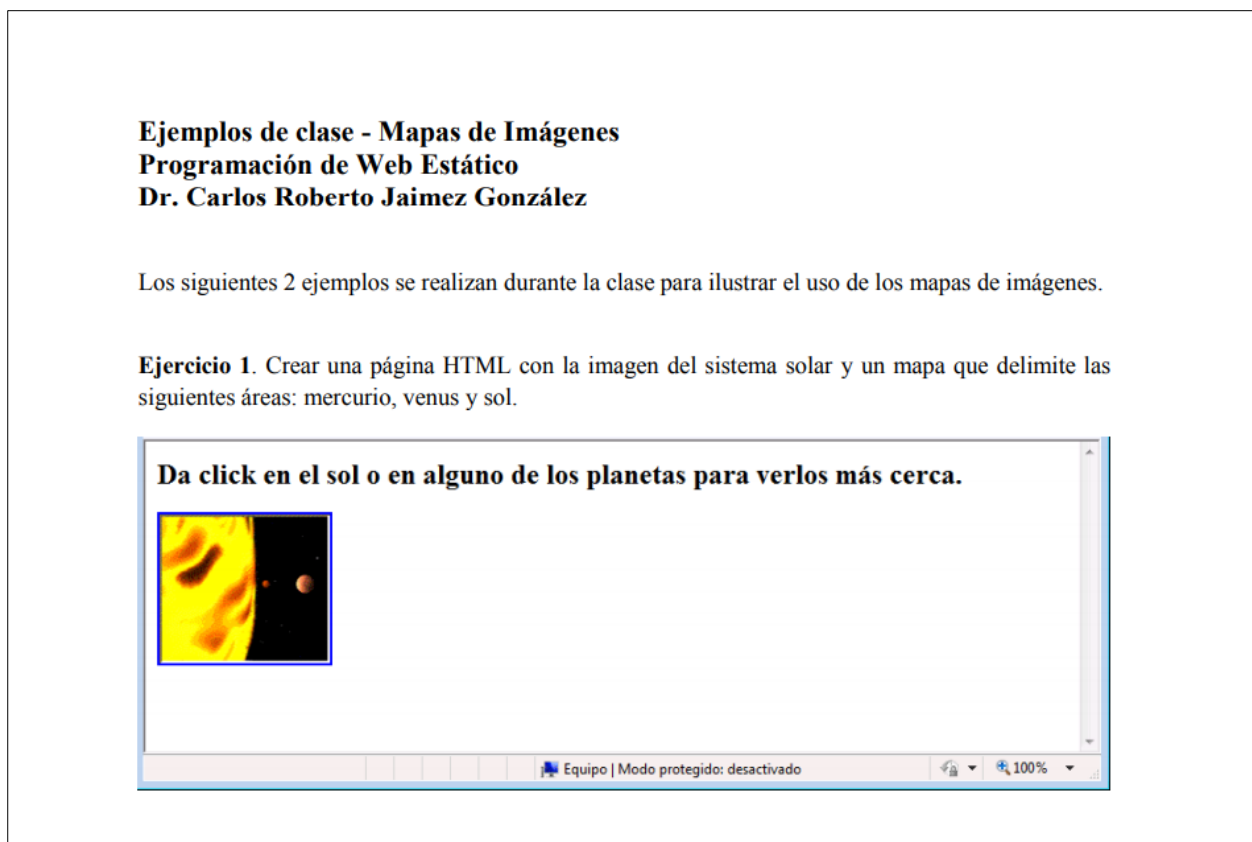 Ejemplos de clase - Mapas de Imágenes
Programación de Web Estático
Dr. Carlos Roberto Jaimez González
Los siguientes 2 ejemplos se realizan durante la clase para ilustrar el uso de los mapas de imágenes.
Ejercicio 1. Crear una página HTML con la imagen del sistema solar y un mapa que delimite las
siguientes áreas: mercurio, venus y sol.
Da click en el sol o en alguno de los planetas para verlos más cerca.
Equipo | Modo protegido: desactivado 100%